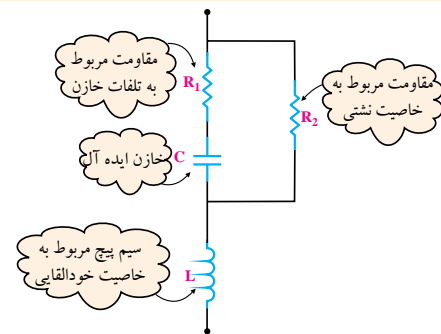 مقاومت مربوط
به تلفات خازن
R1
مقاومت مربوط به
خاصیت نشتی
R2
خازن ایده آل
C
سیم پیچ مربوط به
خاصیت خودالقایی
L